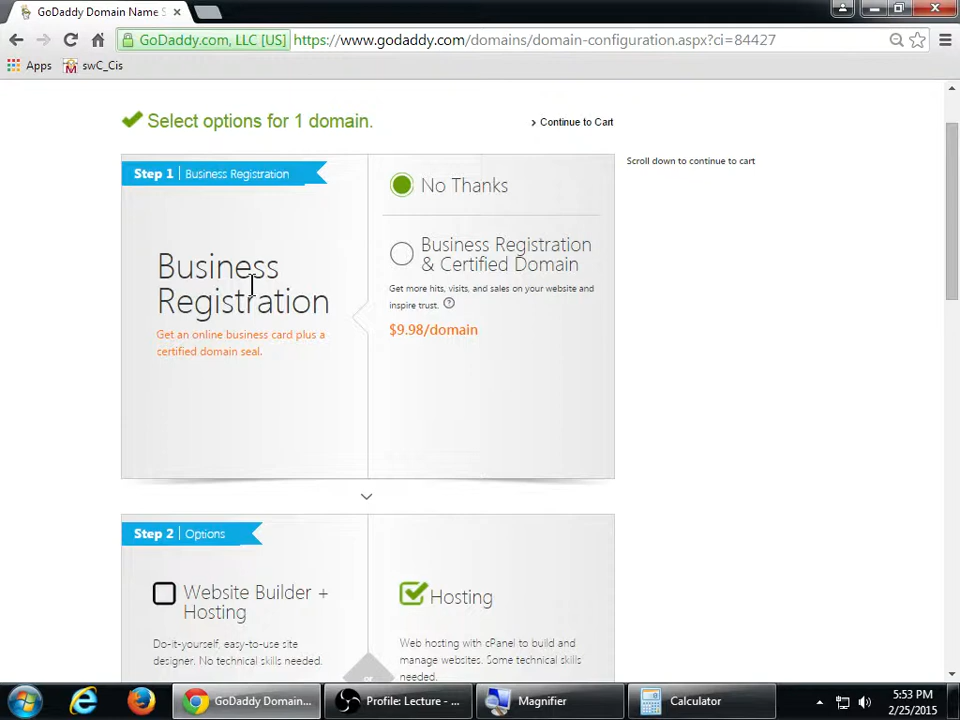 GoDaddy Domain Name S
GoDaddy.com, LLC [US] https://www.godaddy.com/domains/domain-configuration.aspx?ci=84427
Apps swC_Cis
Select options for 1 domain.
› Continue to Cart
Scroll down to continue to cart
Step 1 | Business Registration
Business
Registration
Get an online business card plus a
certified domain seal.
No Thanks
Business Registration
& Certified Domain
Get more hits, visits, and sales on your website and
inspire trust. ?
$9.98/domain
Step 2 | Options
Website Builder +
Hosting
Do-it-yourself, easy-to-use site
designer. No technical skills needed.
Hosting
Web hosting with cPanel to build and
manage websites. Some technical skills
needed.
or
GoDaddy Domain...
Profile: Lecture - ...
Magnifier
Calculator
5:53 PM
2/25/2015